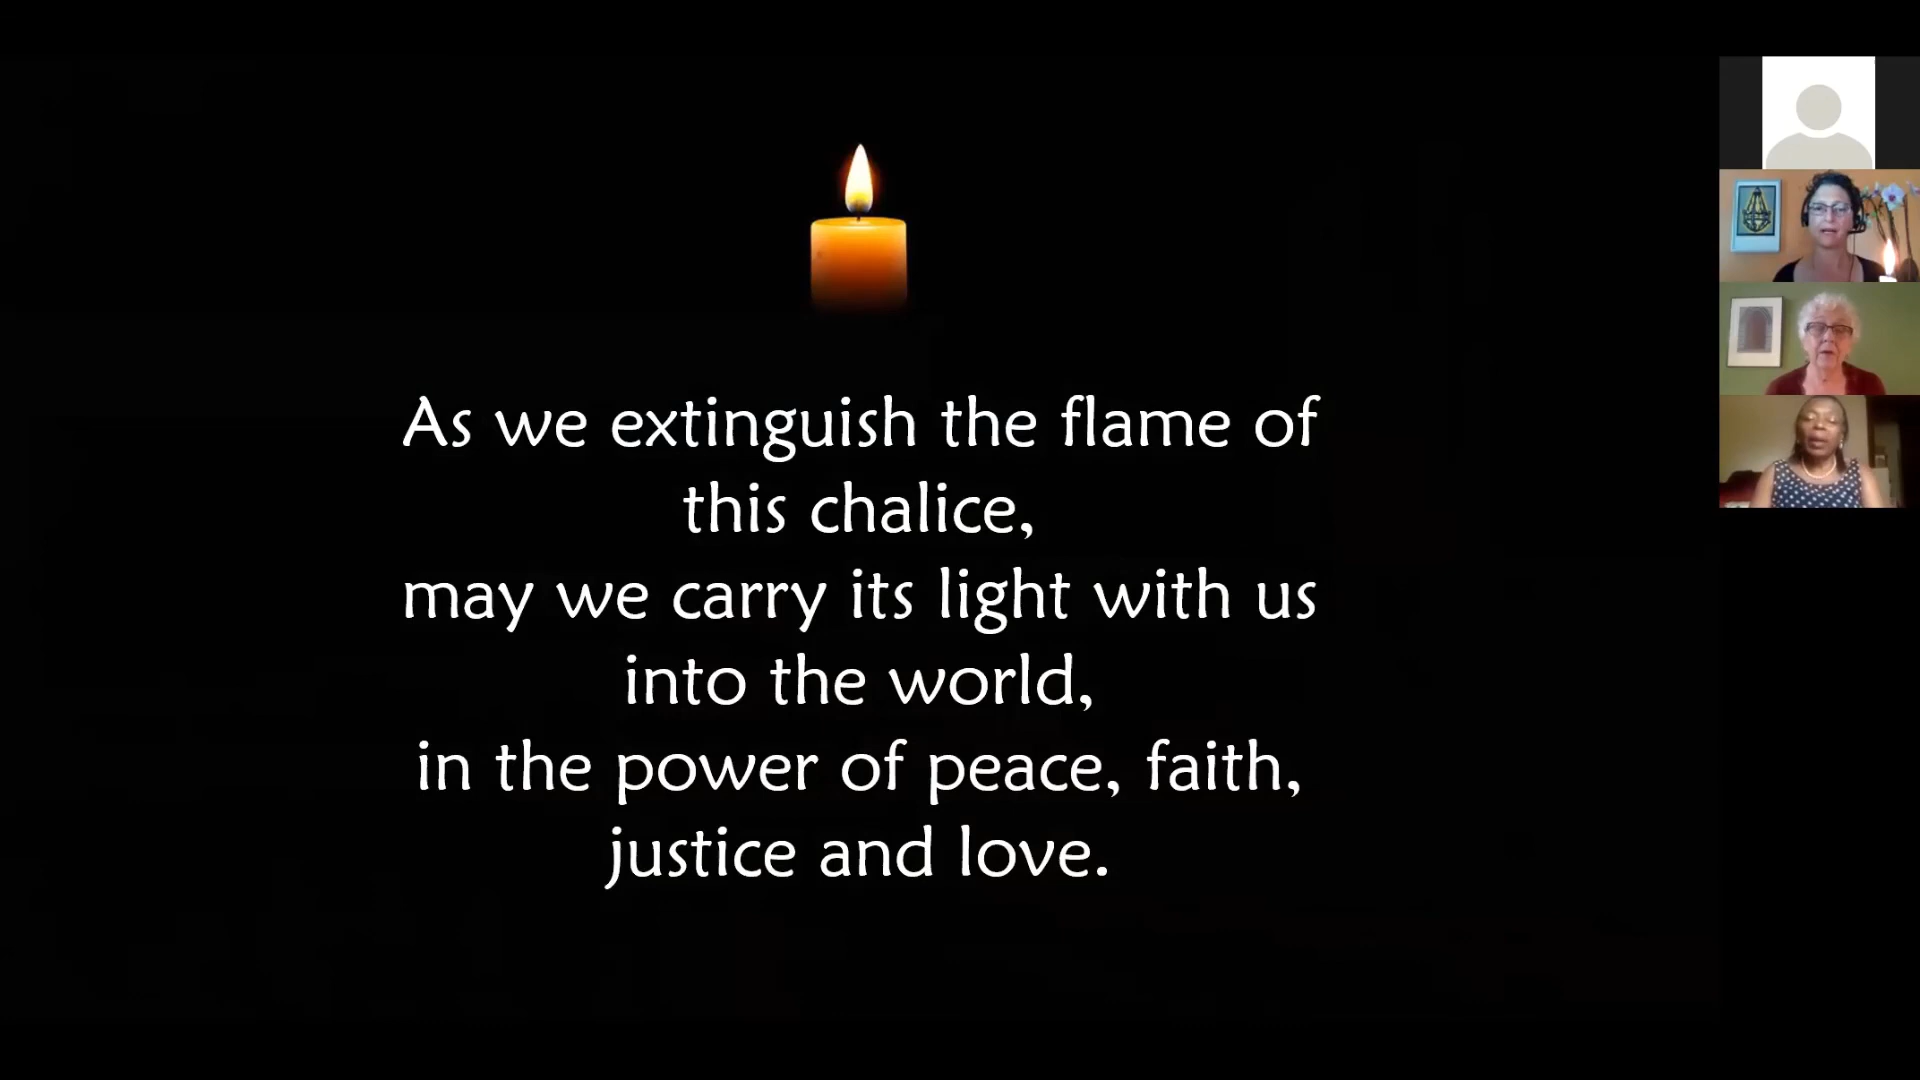 As we extinguish the flame of
this chalice,
may we carry its light with us
into the world,
in the power of peace, faith,
justice and love.